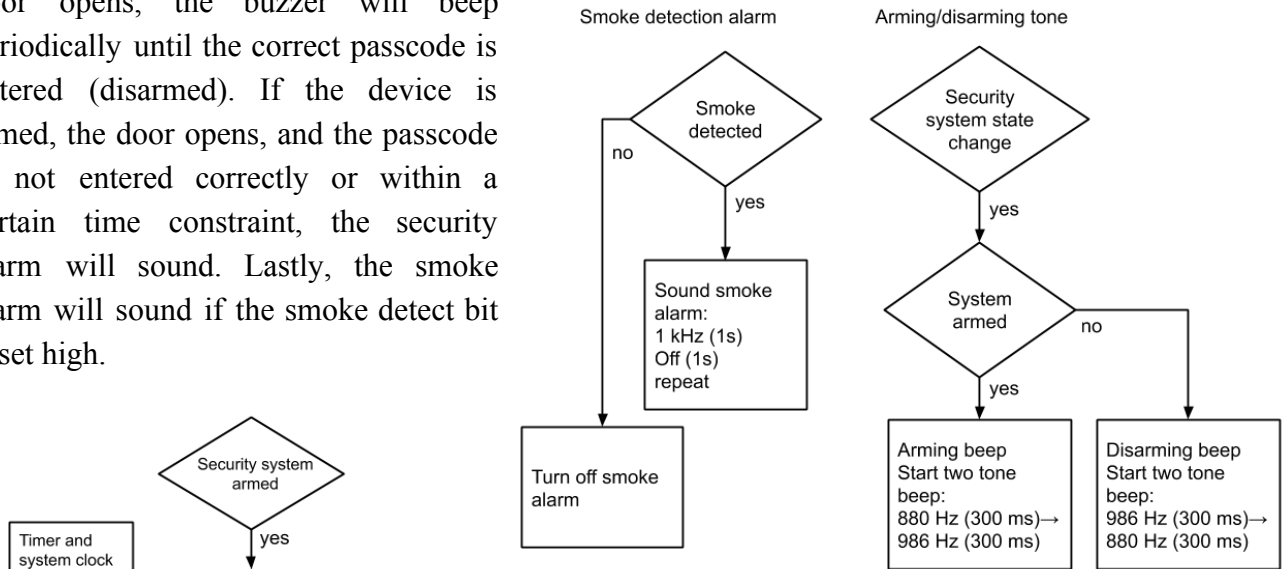 oor opens, the buzzer will beep
riodically until the correct passcode is
tered (disarmed). If the device is
med, the door opens, and the passcode
not entered correctly or within a
rtain time constraint, the security
arm will sound. Lastly, the smoke
arm will sound if the smoke detect bit
set high.
Security system
armed
yes
Timer and
system clock
Smoke detection alarm
Smoke
detected
no
yes
Sound smoke
alarm:
1 kHz (1s)
Off (1s)
repeat
Turn off smoke
alarm
Arming/disarming tone
Security
system state
change
yes
System
armed
no
yes
Arming beep
Start two tone
beep:
880 Hz (300 ms)→
986 Hz (300 ms)
Disarming beep
Start two tone
beep:
986 Hz (300 ms)→
880 Hz (300 ms)